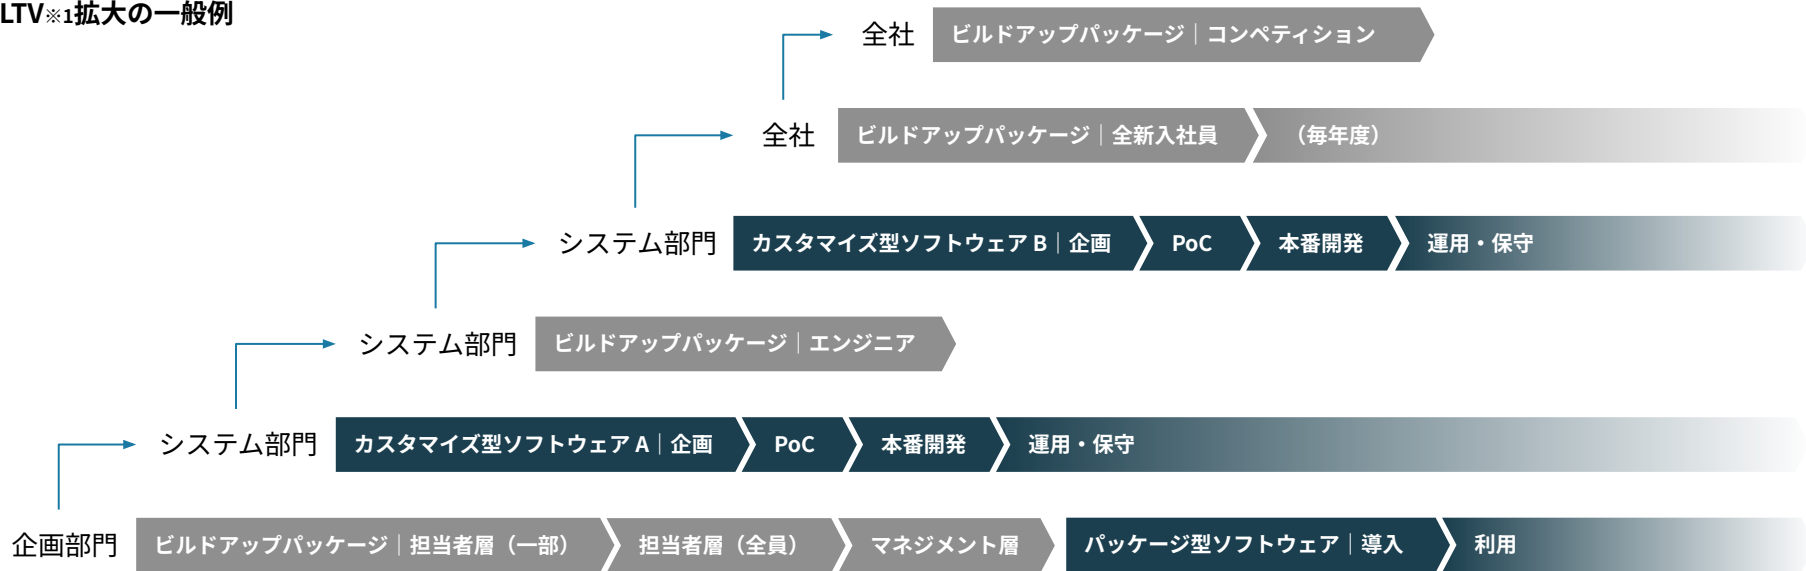 LTV※1拡大の一般例
全社 ビルドアップパッケージ｜コンペティション
全社 ビルドアップパッケージ｜全新入社員 （毎年度）
システム部門 カスタマイズ型ソフトウェア B｜企画 PoC 本番開発 運用・保守
システム部門 ビルドアップパッケージ｜エンジニア
システム部門 カスタマイズ型ソフトウェア A｜企画 PoC 本番開発 運用・保守
企画部門 ビルドアップパッケージ｜担当者層（一部） 担当者層（全員） マネジメント層 パッケージ型ソフトウェア｜導入 利用